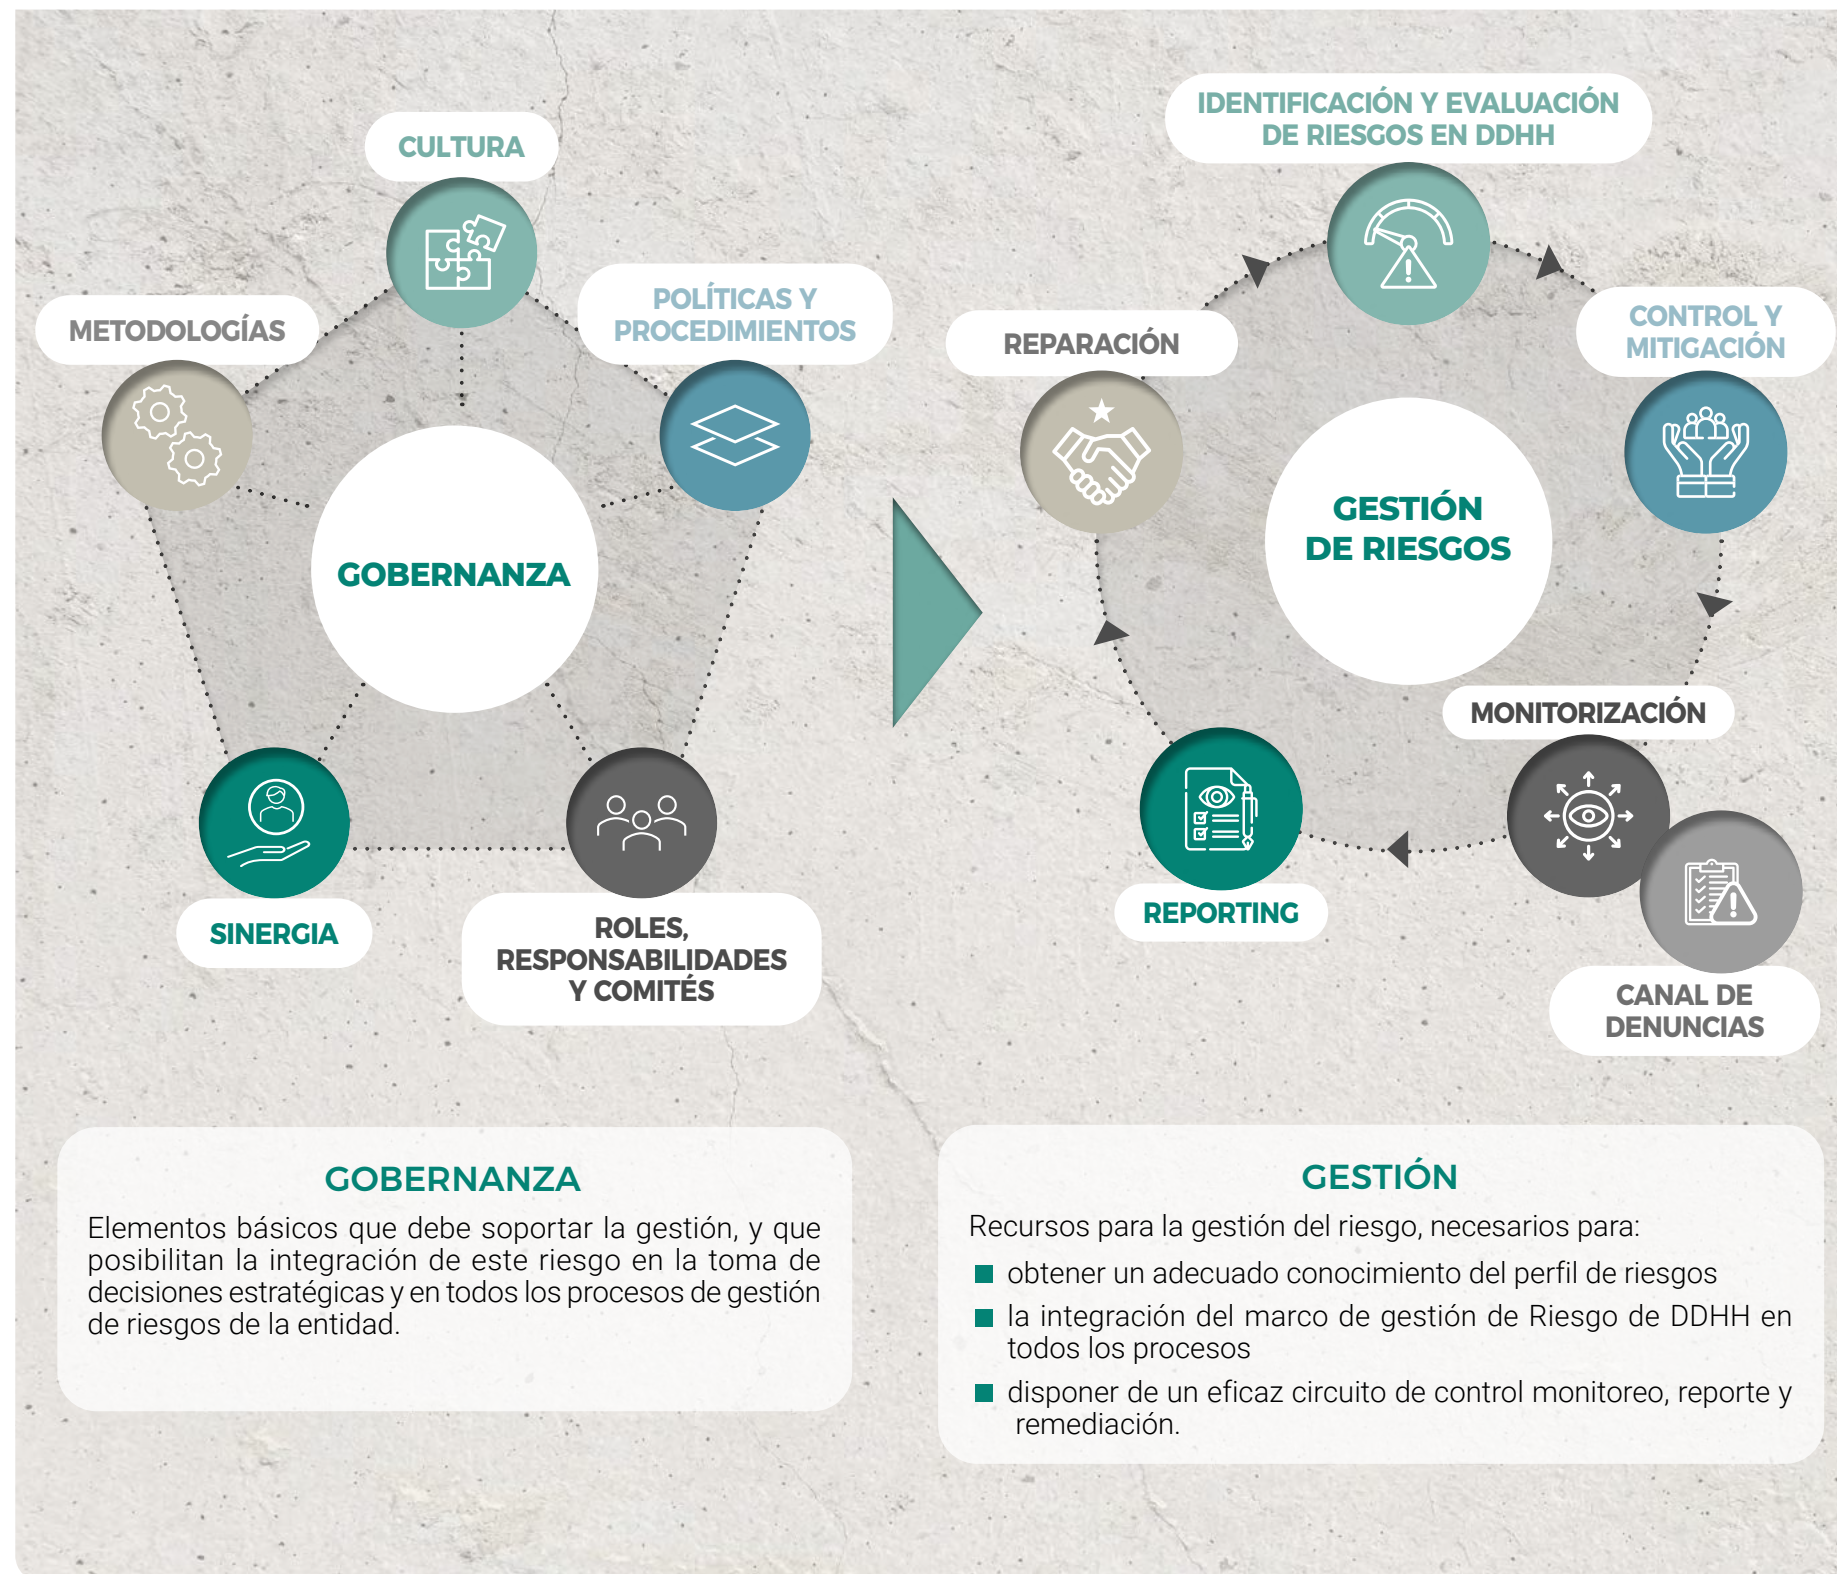 CULTURA
METODOLOGÍAS
POLÍTICAS Y
PROCEDIMIENTOS
GOBERNANZA
SINERGIA
ROLES,
RESPONSABILIDADES
Y COMITÉS
IDENTIFICACIÓN Y EVALUACIÓN
DE RIESGOS EN DDHH
REPARACIÓN
CONTROL Y
MITIGACIÓN
GESTIÓN
DE RIESGOS
MONITORIZACIÓN
REPORTING
CANAL DE
DENUNCIAS
GOBERNANZA
Elementos básicos que debe soportar la gestión, y que
posibilitan la integración de este riesgo en la toma de
decisiones estratégicas y en todos los procesos de gestión
de riesgos de la entidad.
GESTIÓN
Recursos para la gestión del riesgo, necesarios para:
obtener un adecuado conocimiento del perfil de riesgos
la integración del marco de gestión de Riesgo de DDHH en
todos los procesos
disponer de un eficaz circuito de control monitoreo, reporte y
remediación.